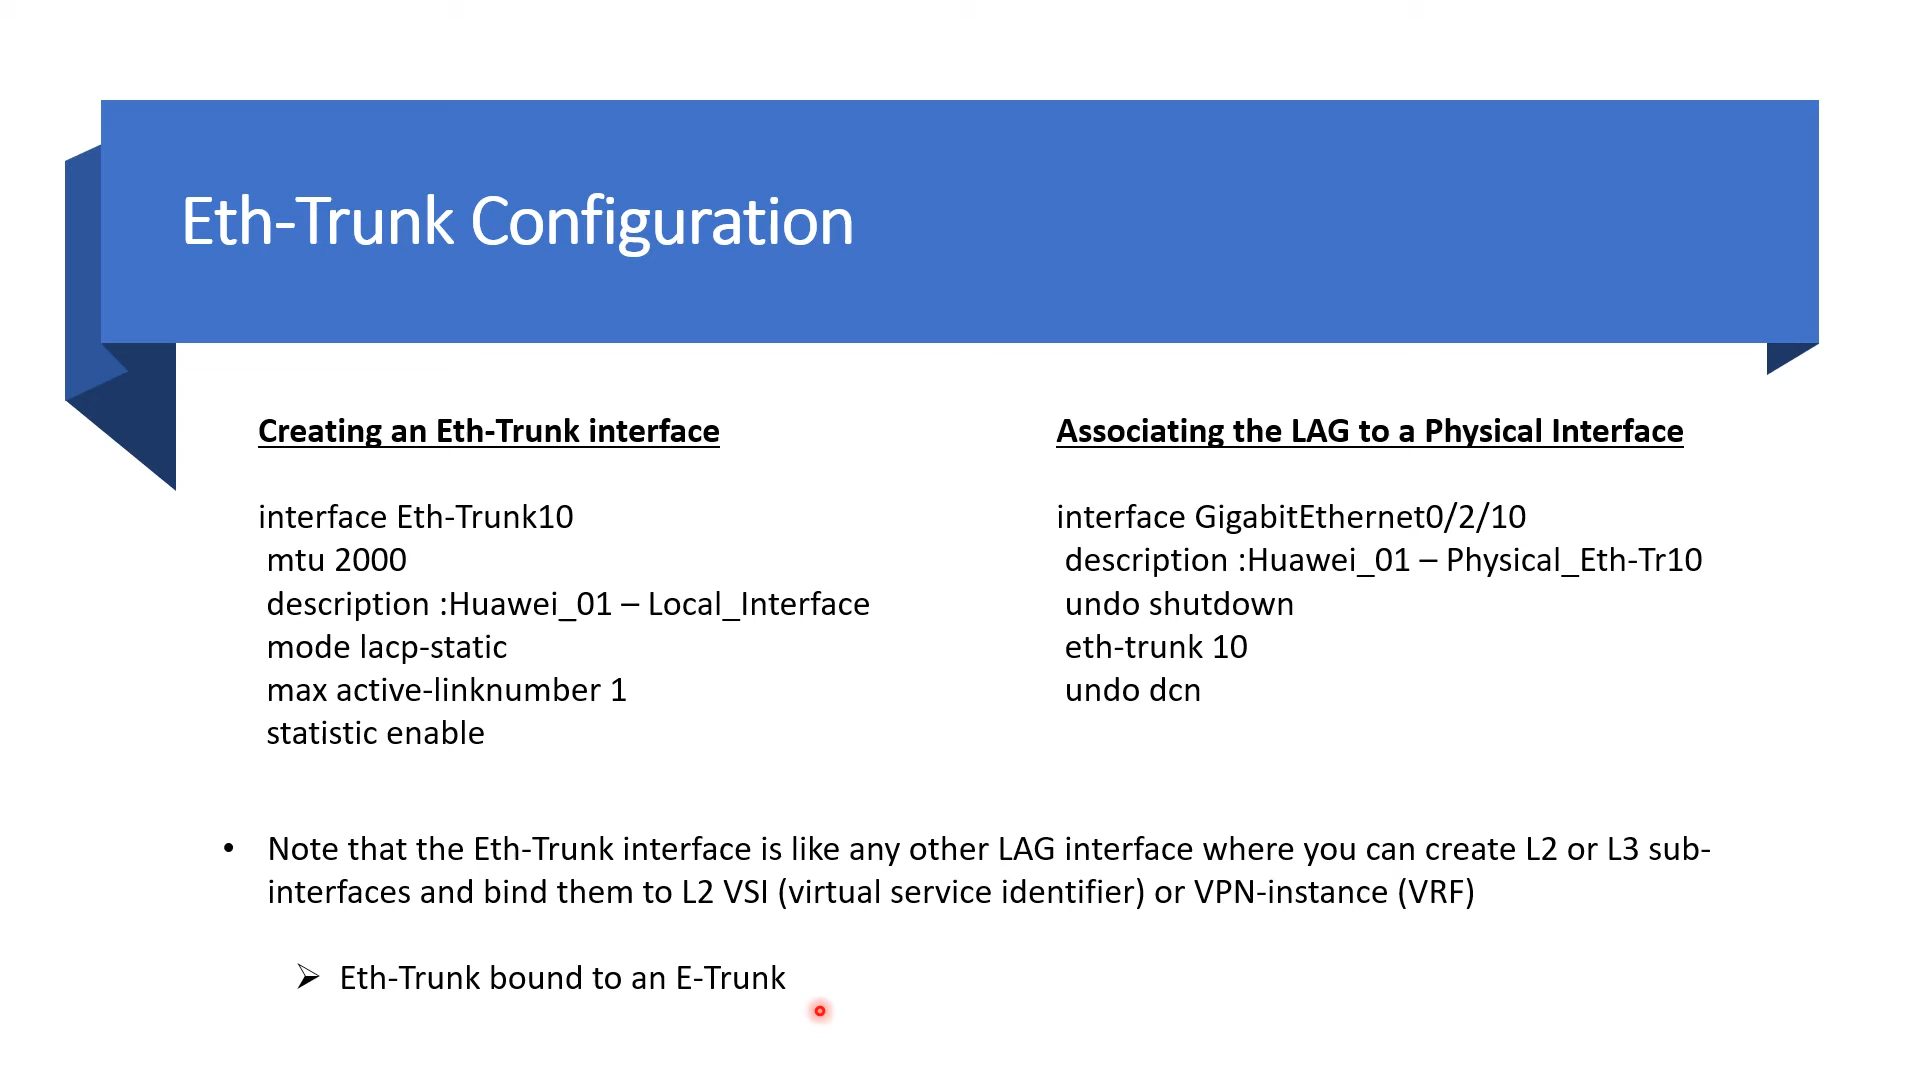 Eth-Trunk Configuration
Creating an Eth-Trunk interface
interface Eth-Trunk10
mtu 2000
description :Huawei_01 – Local_Interface
mode lacp-static
max active-linknumber 1
statistic enable
Associating the LAG to a Physical Interface
interface GigabitEthernet0/2/10
description :Huawei_01 – Physical_Eth-Tr10
undo shutdown
eth-trunk 10
undo dcn
• Note that the Eth-Trunk interface is like any other LAG interface where you can create L2 or L3 sub-
interfaces and bind them to L2 VSI (virtual service identifier) or VPN-instance (VRF)
➢ Eth-Trunk bound to an E-Trunk